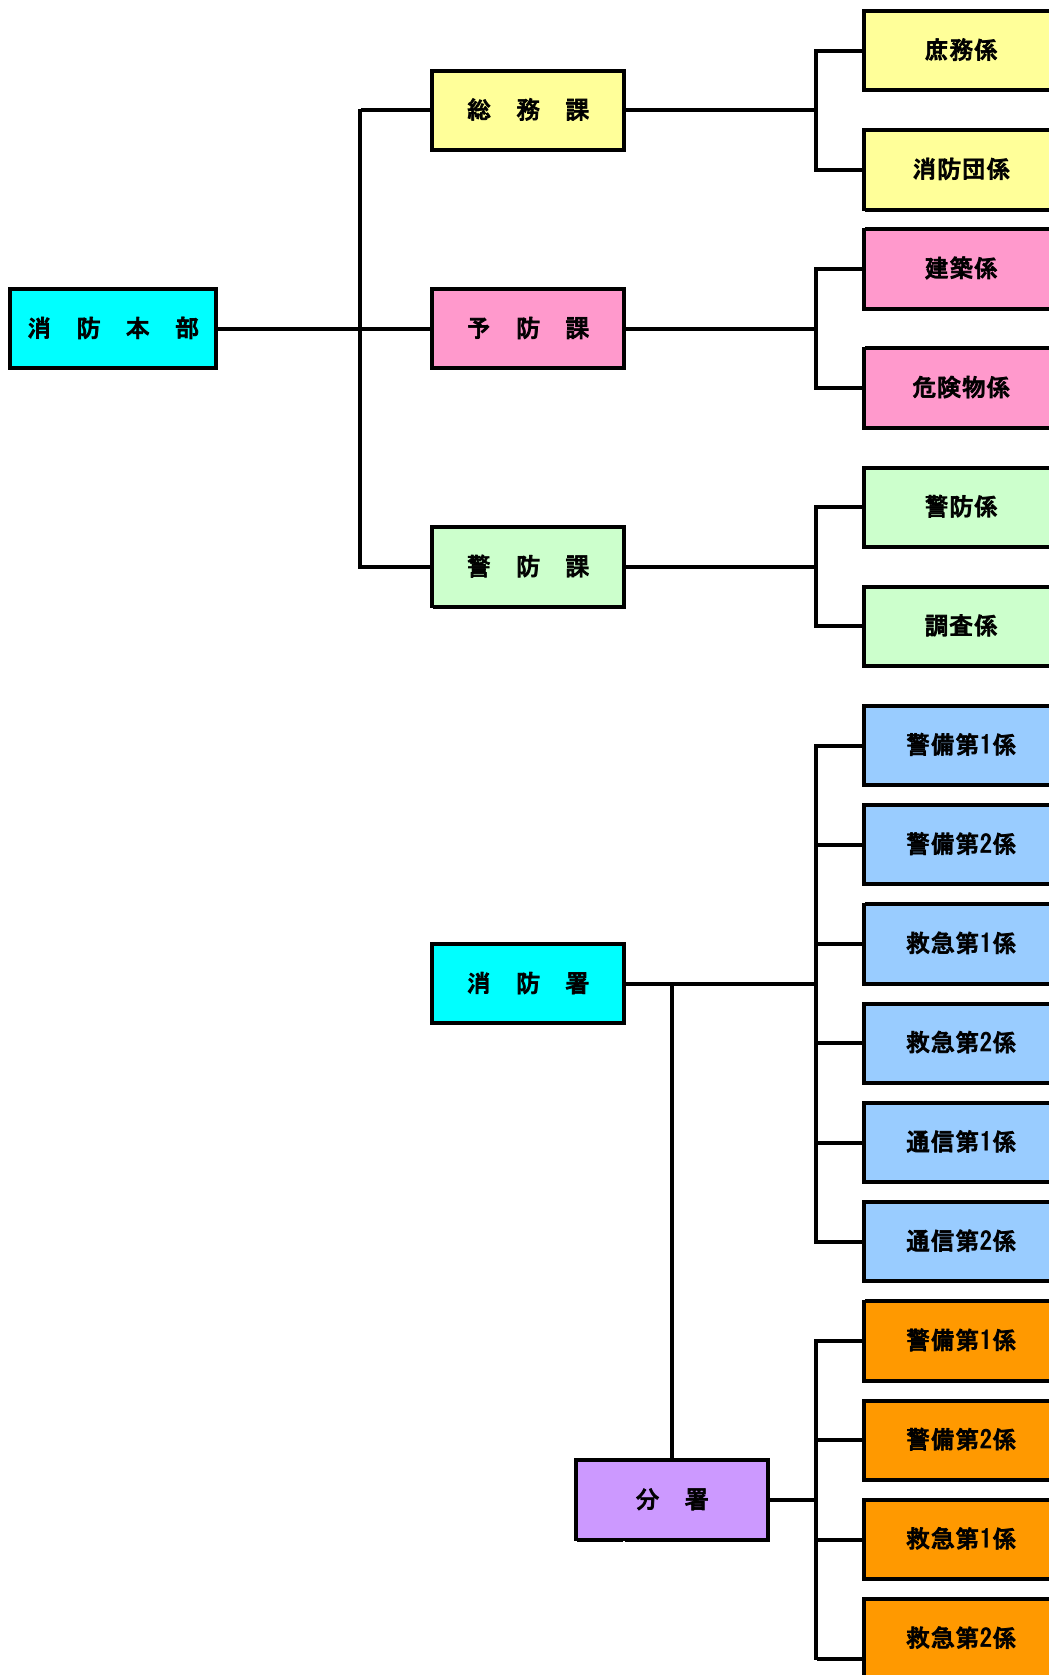 庶務係
総　務　課
消防団係
建築係
消　防　本　部
予　防　課
危険物係
警防係
警　防　課
調査係
警備第1係
警備第2係
救急第1係
消　防　署
救急第2係
通信第1係
通信第2係
警備第1係
警備第2係
分　署
救急第1係
救急第2係